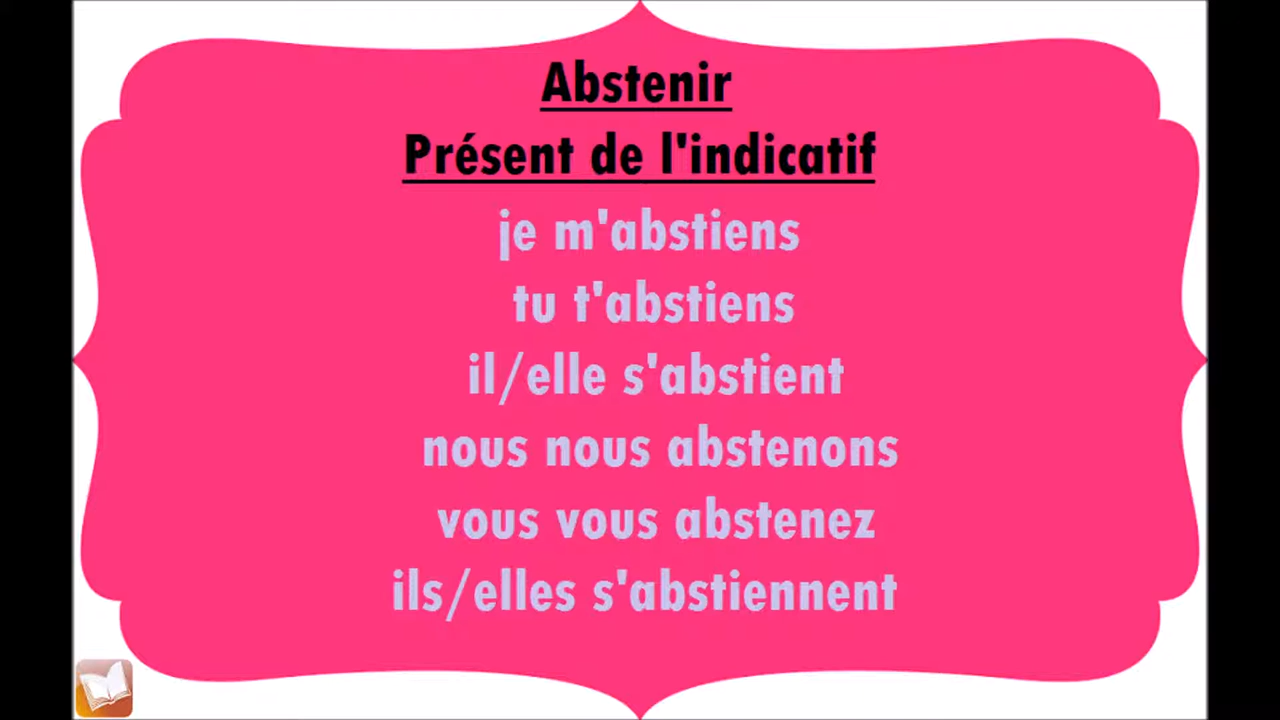 Abstenir
Présent de l'indicatif
je m'abstiens
tu t'abstiens
il/elle s'abstient
nous nous abstenons
vous vous abstenez
ils/elles s'abstiennent